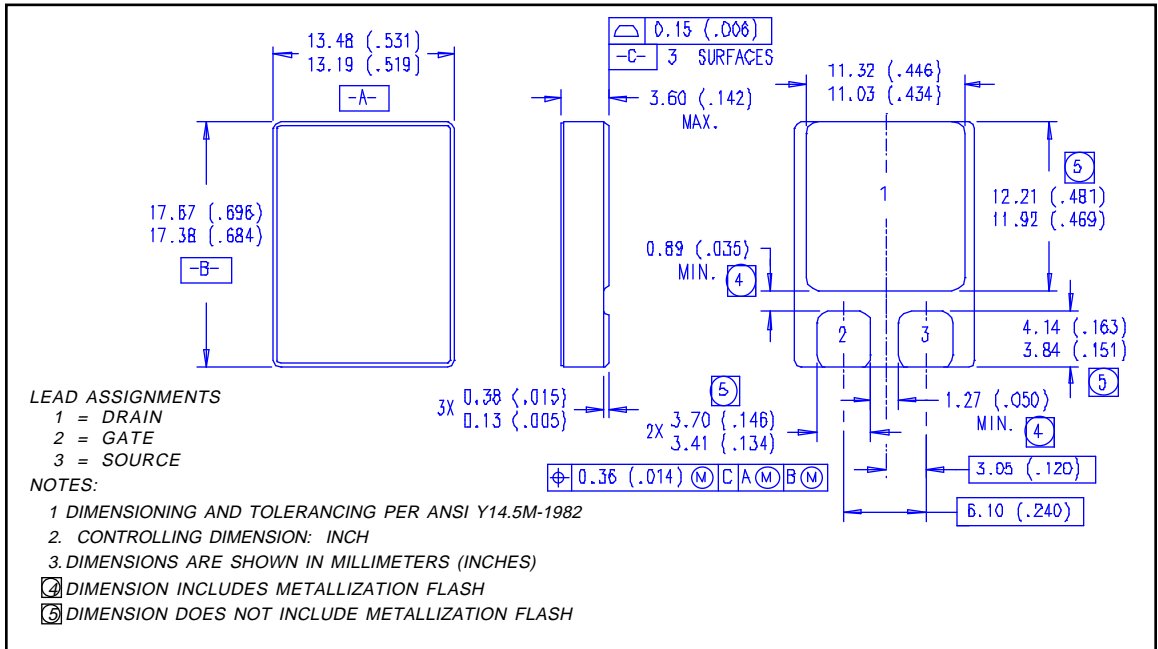 13.48 (.531)
13.19 (.519)
-A-
0.15 (.006)
-C- 3 SURFACES
3.60 (.142)
MAX.
11.32 (.446)
11.03 (.434)
17.67 (.696)
17.38 (.684)
-B-
1
5
12.21 (.481)
11.92 (.469)
0.89 (.035)
MIN. 4
2
3
4.14 (.163)
3.84 (.151)
5
3X 0.38 (.015)
0.13 (.005)
5
2X 3.70 (.146)
3.41 (.134)
1.27 (.050)
MIN. 4
⌖ 0.36 (.014) Ⓜ C A Ⓜ B Ⓜ
3.05 (.120)
6.10 (.240)
LEAD ASSIGNMENTS
1 = DRAIN
2 = GATE
3 = SOURCE
NOTES:
1 DIMENSIONING AND TOLERANCING PER ANSI Y14.5M-1982
2. CONTROLLING DIMENSION: INCH
3. DIMENSIONS ARE SHOWN IN MILLIMETERS (INCHES)
4 DIMENSION INCLUDES METALLIZATION FLASH
5 DIMENSION DOES NOT INCLUDE METALLIZATION FLASH